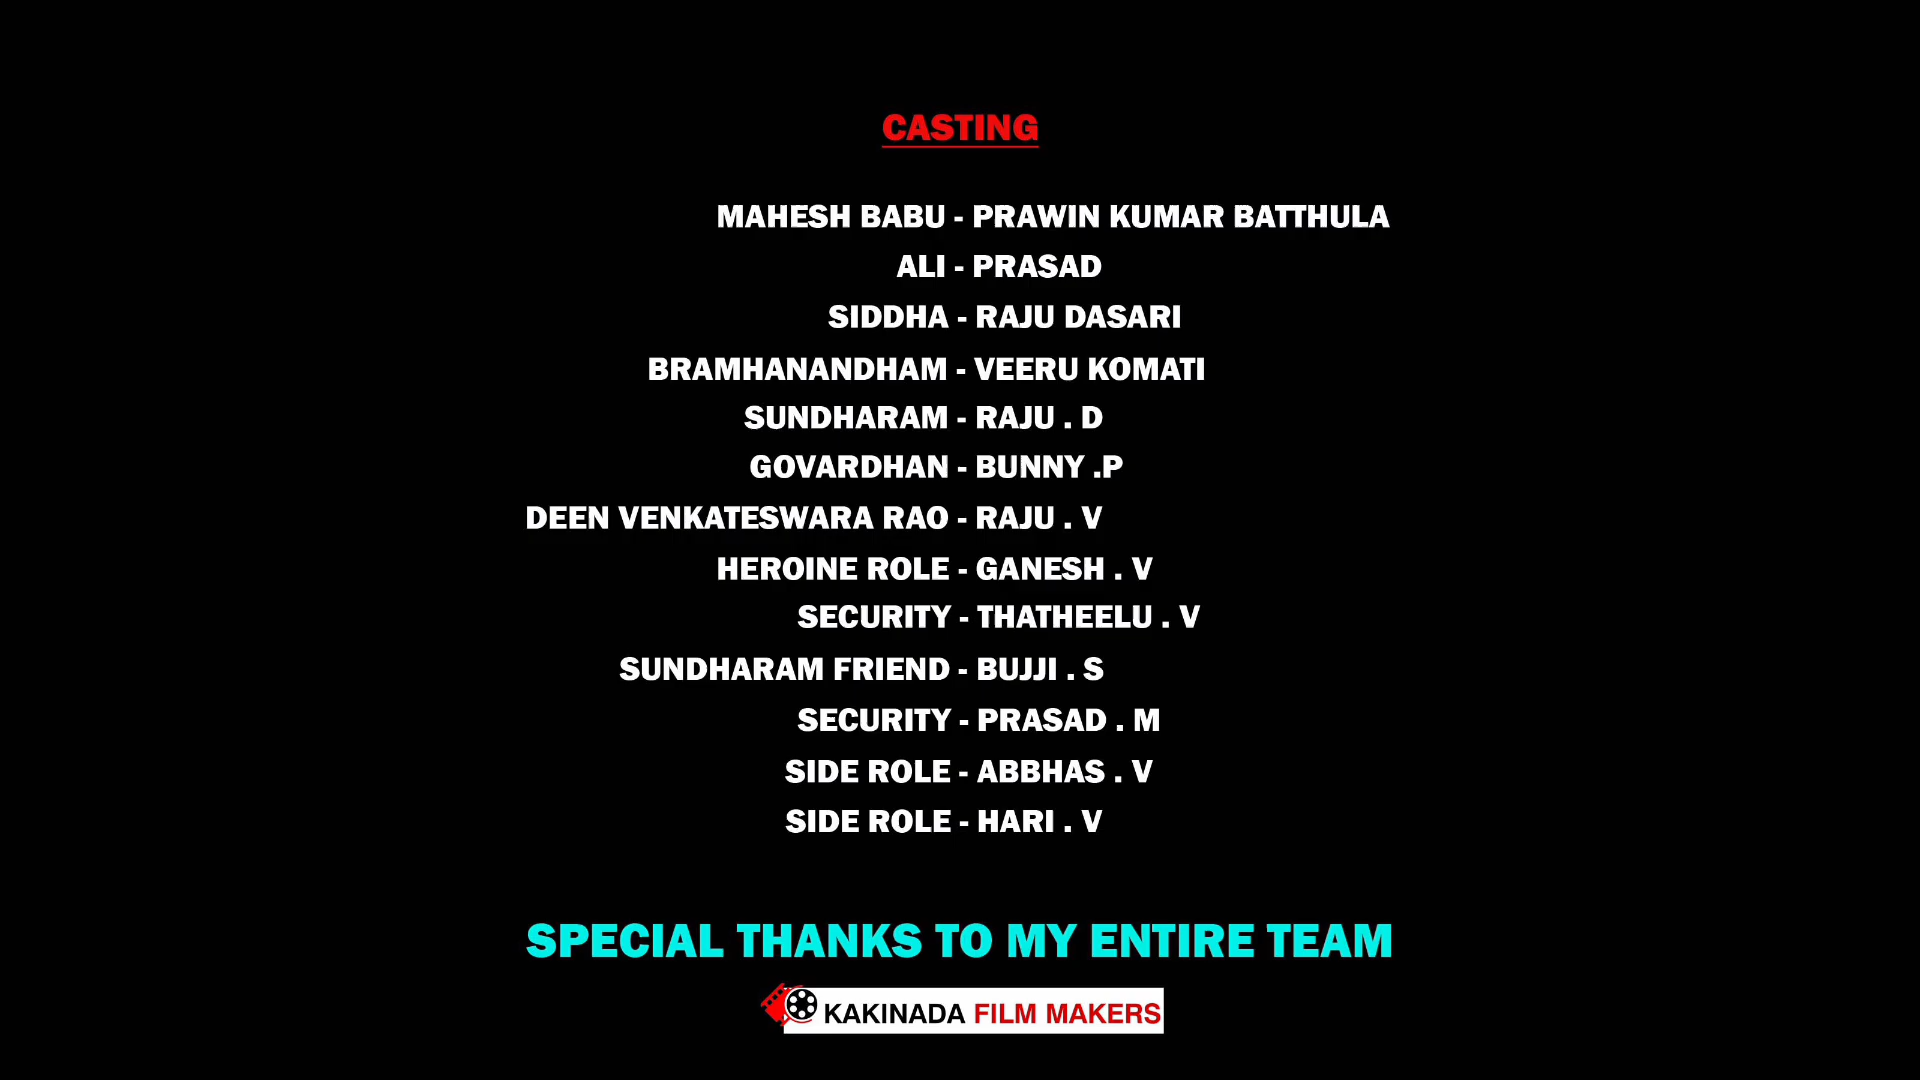 CASTING
MAHESH BABU - PRAWIN KUMAR BATTHULA
ALI - PRASAD
SIDDHA - RAJU DASARI
BRAMHANANDHAM - VEERU KOMATI
SUNDHARAM - RAJU . D
GOVARDHAN - BUNNY .P
DEEN VENKATESWARA RAO - RAJU . V
HEROINE ROLE - GANESH . V
SECURITY - THATHEELU . V
SUNDHARAM FRIEND - BUJJI . S
SECURITY - PRASAD . M
SIDE ROLE - ABBHAS . V
SIDE ROLE - HARI . V
SPECIAL THANKS TO MY ENTIRE TEAM
KAKINADA FILM MAKERS